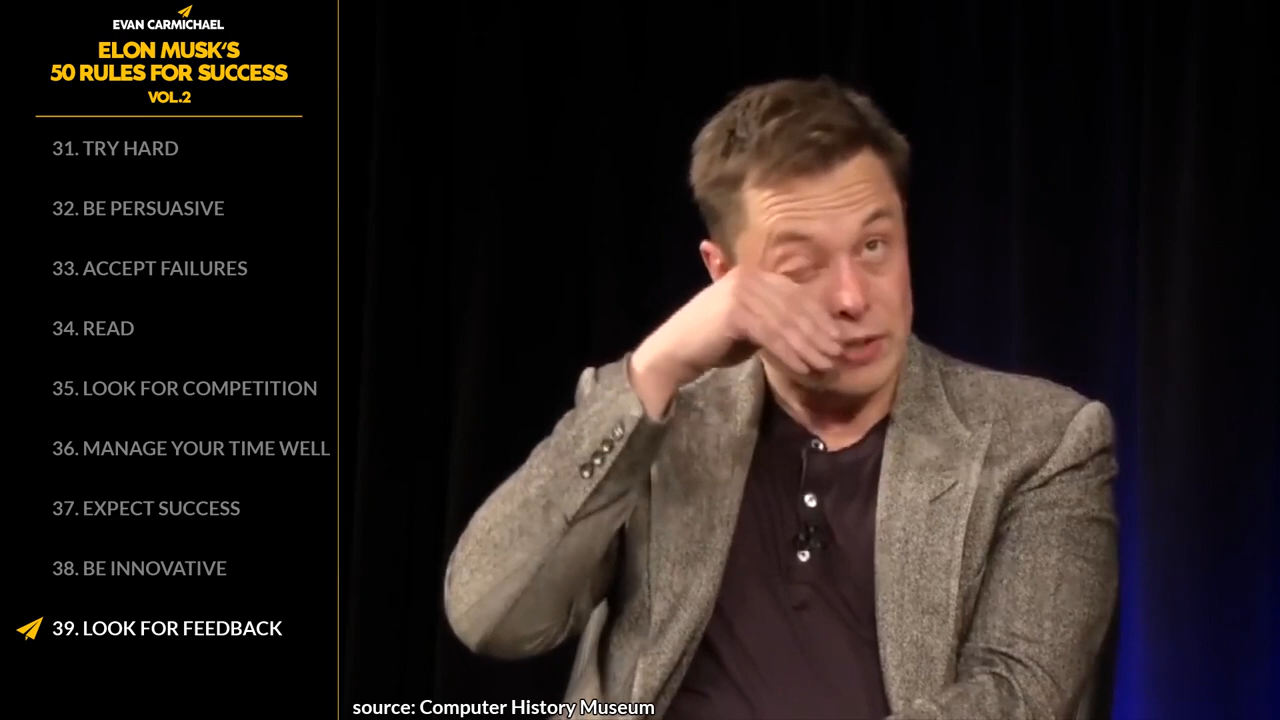 EVAN CARMICHAEL
ELON MUSK'S
50 RULES FOR SUCCESS
VOL.2
31. TRY HARD
32. BE PERSUASIVE
33. ACCEPT FAILURES
34. READ
35. LOOK FOR COMPETITION
36. MANAGE YOUR TIME WELL
37. EXPECT SUCCESS
38. BE INNOVATIVE
39. LOOK FOR FEEDBACK
source: Computer History Museum